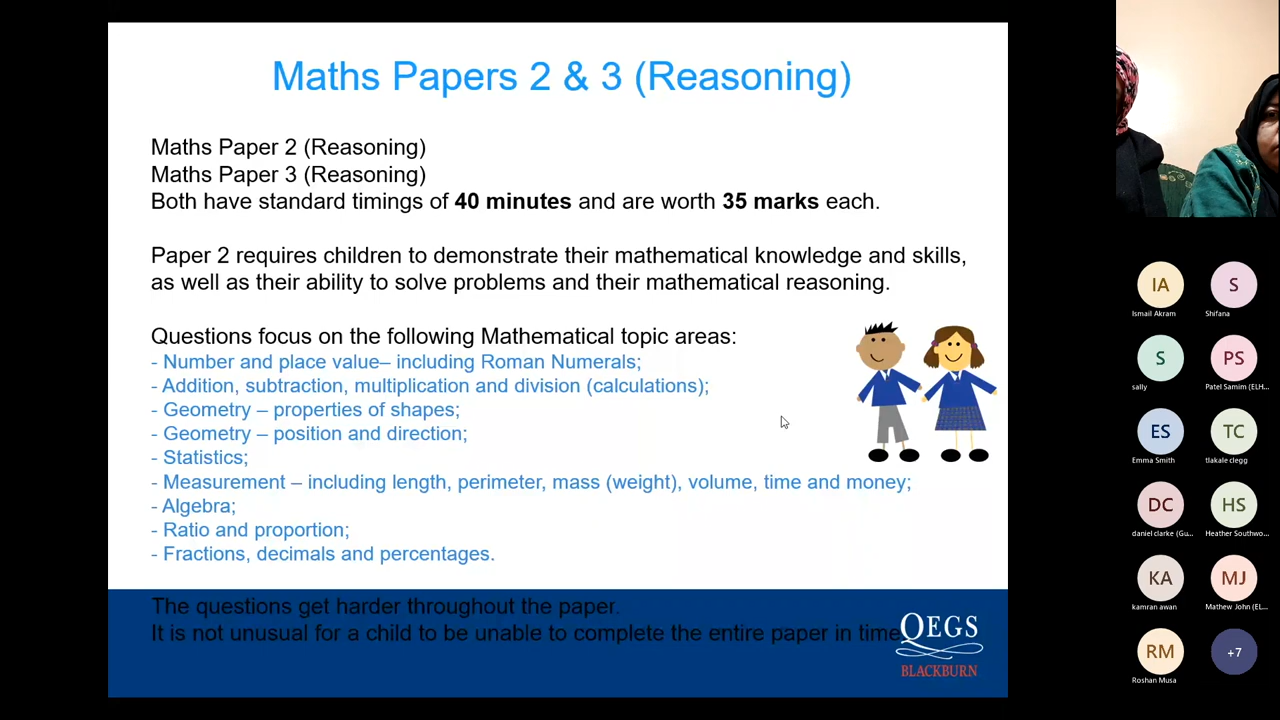 Maths Papers 2 & 3 (Reasoning)
Maths Paper 2 (Reasoning)
Maths Paper 3 (Reasoning)
Both have standard timings of 40 minutes and are worth 35 marks each.
Paper 2 requires children to demonstrate their mathematical knowledge and skills,
as well as their ability to solve problems and their mathematical reasoning.
Questions focus on the following Mathematical topic areas:
- Number and place value– including Roman Numerals;
- Addition, subtraction, multiplication and division (calculations);
- Geometry – properties of shapes;
- Geometry – position and direction;
- Statistics;
- Measurement – including length, perimeter, mass (weight), volume, time and money;
- Algebra;
- Ratio and proportion;
- Fractions, decimals and percentages.
The questions get harder throughout the paper.
It is not unusual for a child to be unable to complete the entire paper in time
QEGS
BLACKBURN
IA
Ismail Akram
S
Shifana
S
sally
PS
Patel Samim (ELH...
ES
Emma Smith
TC
tlakale clegg
DC
daniel clarke (Gu...
HS
Heather Southwo...
KA
kamran awan
MJ
Mathew John (EL...
RM
Roshan Musa
+7